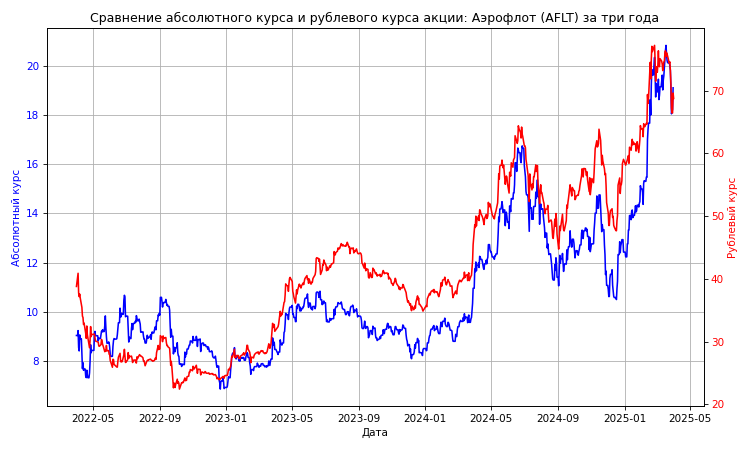 Сравнение абсолютного курса и рублевого курса акции: Аэрофлот (AFLT) за три года
Абсолютный курс
20
18
16
14
12
10
8
70
60
50
40
30
20
Рублевый курс
2022-05 2022-09 2023-01 2023-05 2023-09 2024-01 2024-05 2024-09 2025-01 2025-05
Дата